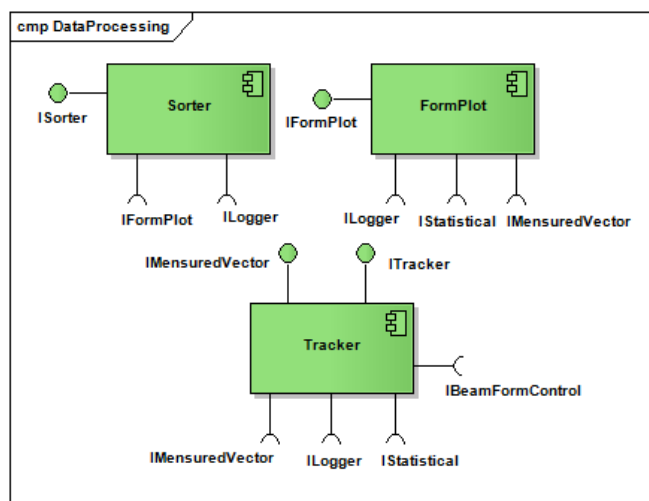 cmp DataProcessing
ISorter
Sorter
IFormPlot
ILogger
IFormPlot
FormPlot
ILogger
IStatistical
IMensuredVector
IMensuredVector
ITracker
Tracker
IBeamFormControl
IMensuredVector
ILogger
IStatistical